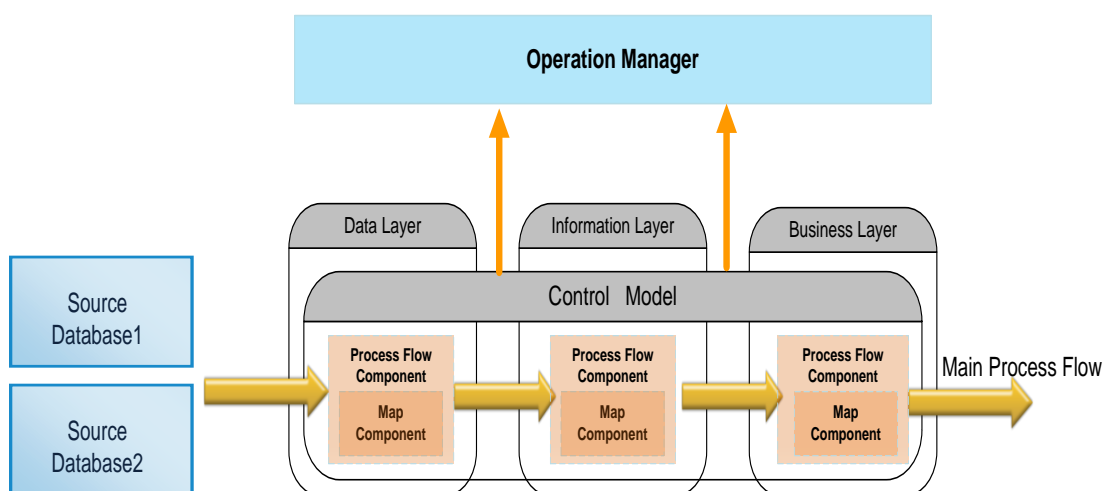 Operation Manager
Data Layer
Information Layer
Business Layer
Control Model
Source
Database1
Source
Database2
Process Flow
Component
Map
Component
Process Flow
Component
Map
Component
Process Flow
Component
Map
Component
Main Process Flow